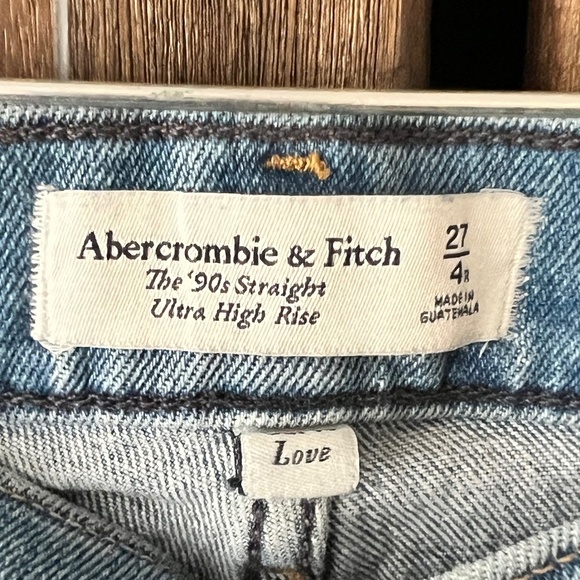 Abercrombie & Fitch
The '90s Straight
Ultra High Rise
27
4R
MADE IN
GUATEMALA
Love